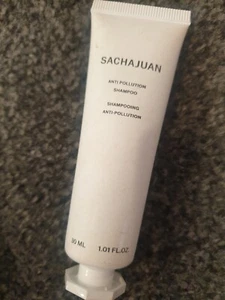 SACHAJUAN
ANTI POLLUTION
SHAMPOO
SHAMPOOING
ANTI-POLLUTION
30 ML 1.01 FL.OZ.